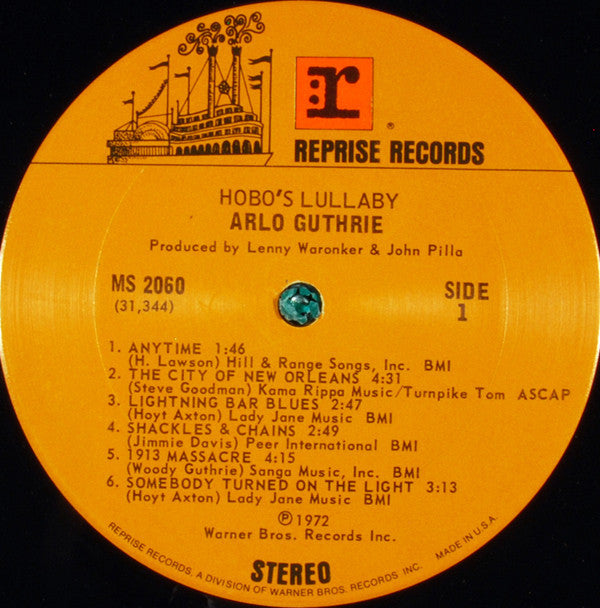 :r
®
REPRISE RECORDS
HOBO'S LULLABY
ARLO GUTHRIE
Produced by Lenny Waronker & John Pilla
MS 2060
(31,344)
SIDE
1
1. ANYTIME 1:46
(H. Lawson) Hill & Range Songs, Inc. BMI
2. THE CITY OF NEW ORLEANS 4:31
(Steve Goodman) Kama Rippa Music/Turnpike Tom ASCAP
3. LIGHTNING BAR BLUES 2:47
(Hoyt Axton) Lady Jane Music BMI
4. SHACKLES & CHAINS 2:49
(Jimmie Davis) Peer International BMI
5. 1913 MASSACRE 4:15
(Woody Guthrie) Sanga Music, Inc. BMI
6. SOMEBODY TURNED ON THE LIGHT 3:13
(Hoyt Axton) Lady Jane Music BMI
℗ 1972
Warner Bros. Records Inc.
STEREO
REPRISE RECORDS, A DIVISION OF WARNER BROS. RECORDS INC. MADE IN U.S.A.